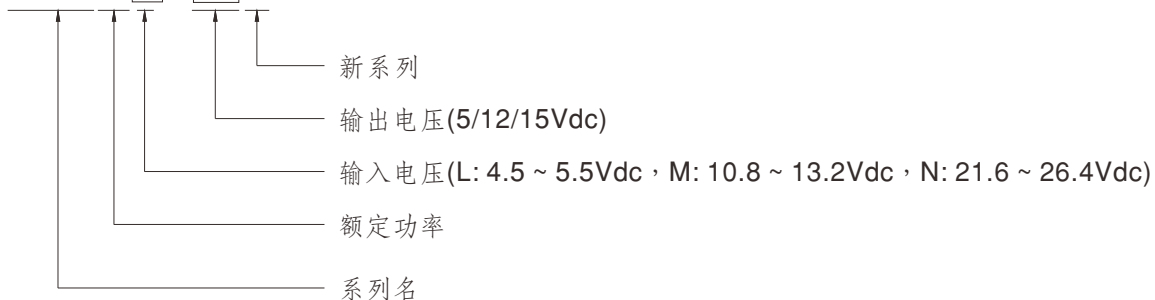 新系列
输出电压(5/12/15Vdc)
输入电压(L: 4.5 ~ 5.5Vdc，M: 10.8 ~ 13.2Vdc，N: 21.6 ~ 26.4Vdc)
额定功率
系列名